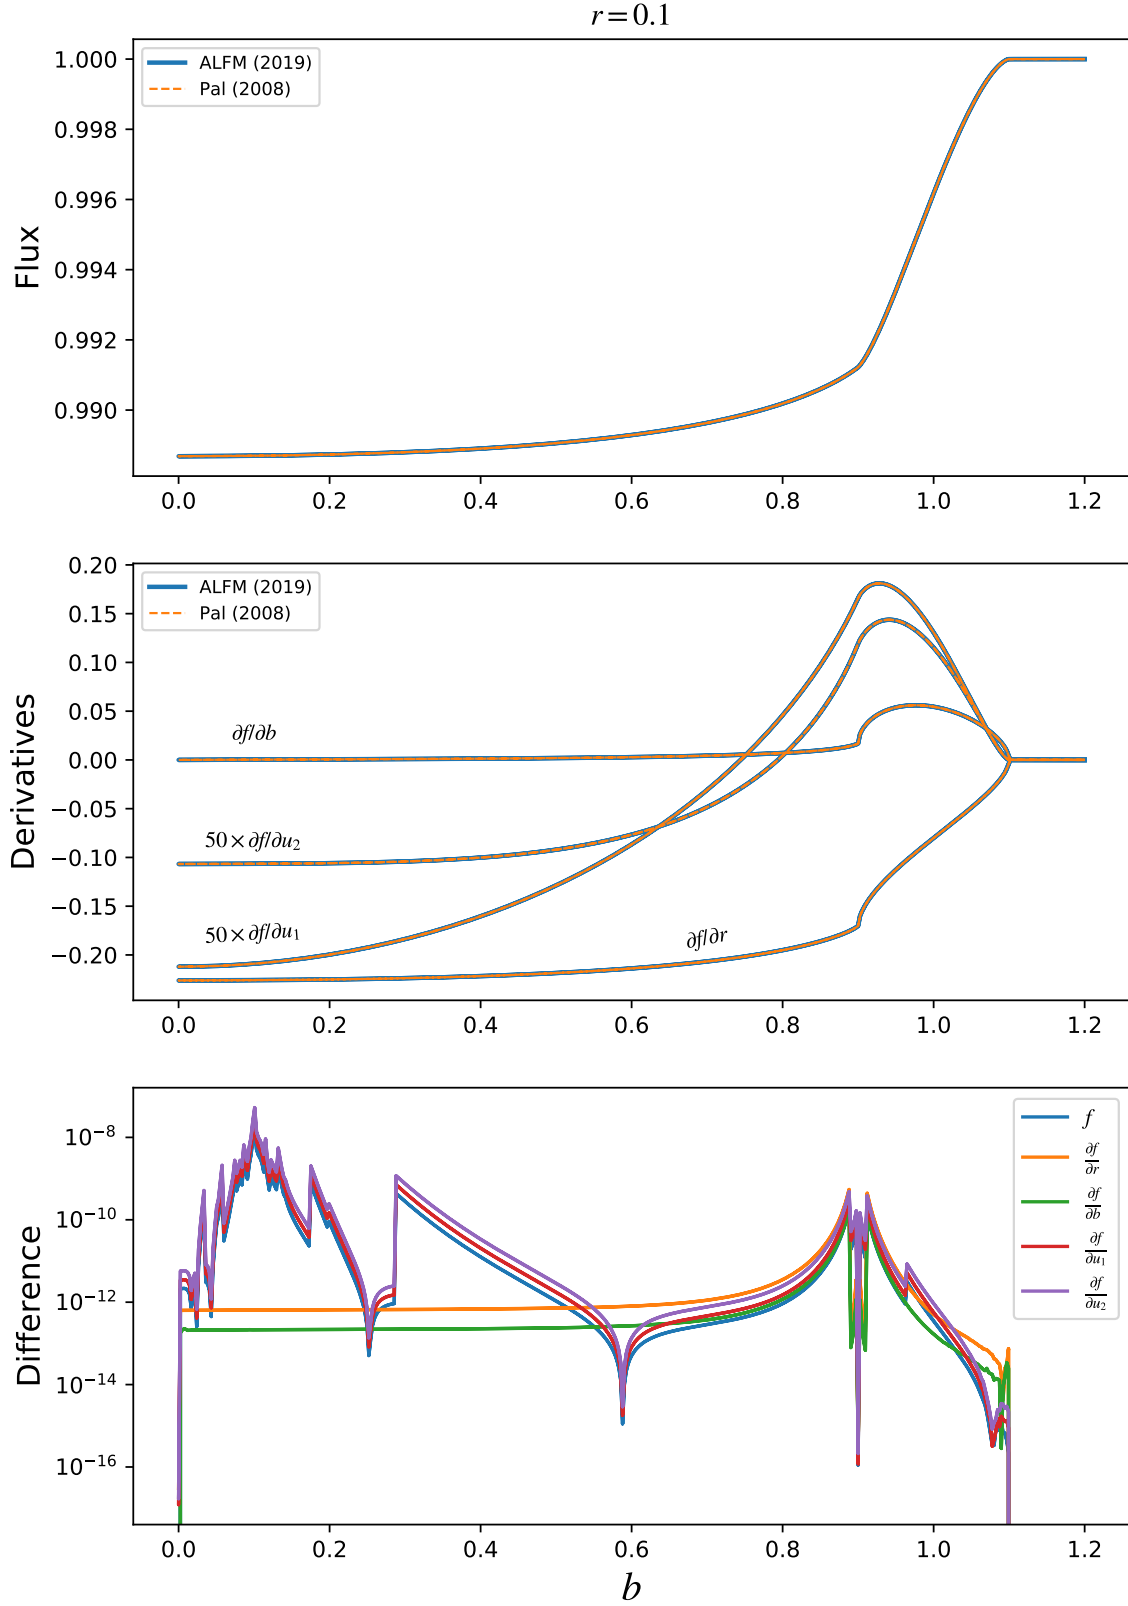 r = 0.1
1.000
0.998
0.996
0.994
0.992
0.990
Flux
ALFM (2019)
Pal (2008)
0.0 0.2 0.4 0.6 0.8 1.0 1.2
0.20
0.15
0.10
0.05
0.00
−0.05
−0.10
−0.15
−0.20
Derivatives
ALFM (2019)
Pal (2008)
∂f/∂b
50 × ∂f/∂u₂
50 × ∂f/∂u₁
∂f/∂r
0.0 0.2 0.4 0.6 0.8 1.0 1.2
10⁻⁸
10⁻¹⁰
10⁻¹²
10⁻¹⁴
10⁻¹⁶
Difference
f
∂f/∂r
∂f/∂b
∂f/∂u₁
∂f/∂u₂
0.0 0.2 0.4 0.6 0.8 1.0 1.2
b